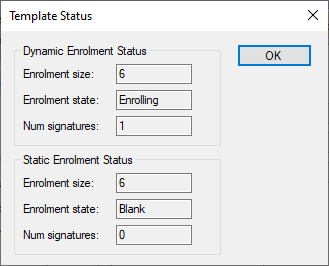 Template Status
OK
Dynamic Enrolment Status
Enrolment size: 6
Enrolment state: Enrolling
Num signatures: 1
Static Enrolment Status
Enrolment size: 6
Enrolment state: Blank
Num signatures: 0